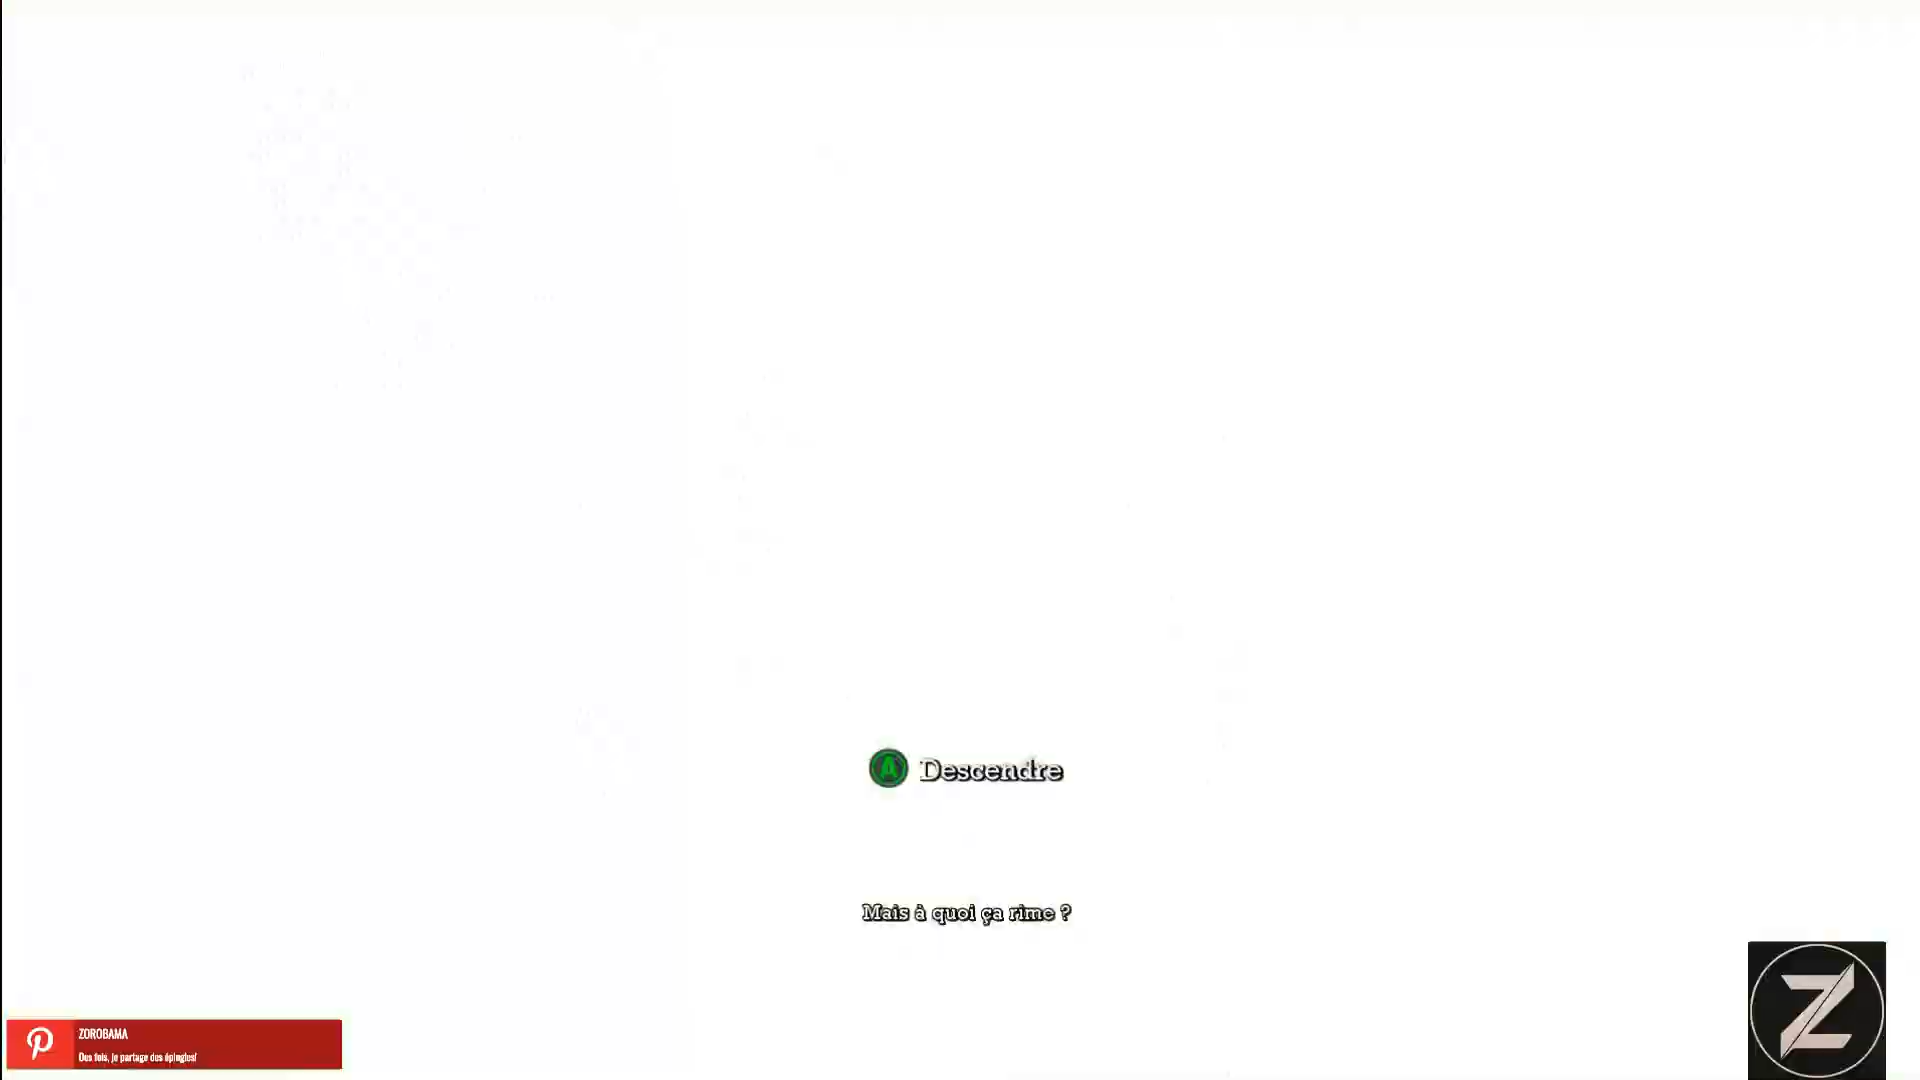 A Descendre
Mais à quoi ça rime ?
ZOROBAMA
Des fois, je partage des épingles!
Z